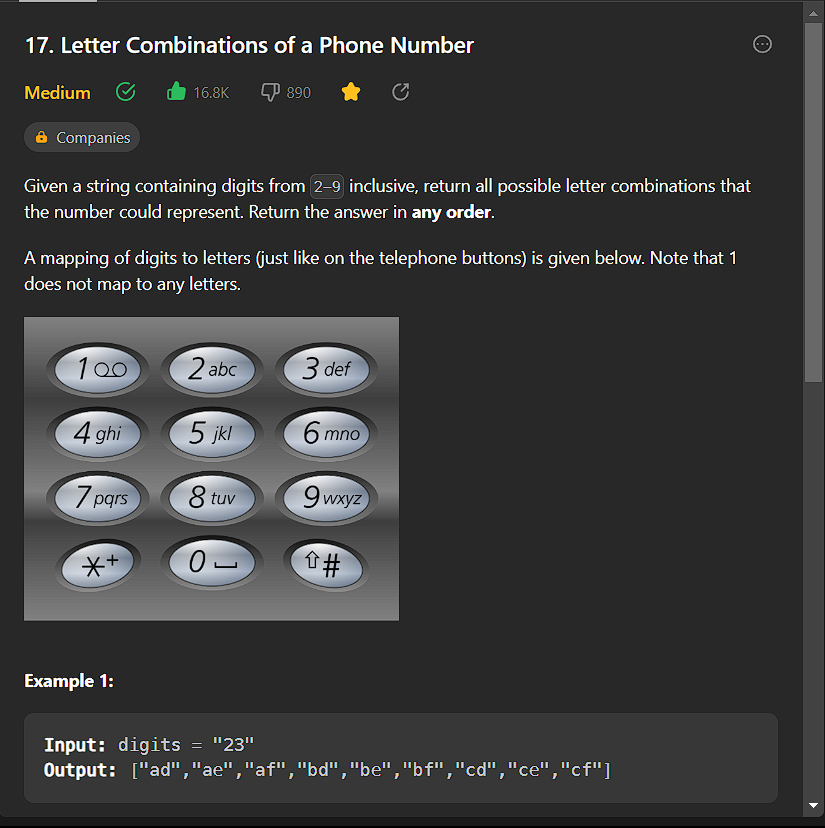 17. Letter Combinations of a Phone Number
Medium 16.8K 890
Companies
Given a string containing digits from 2-9 inclusive, return all possible letter combinations that
the number could represent. Return the answer in any order.
A mapping of digits to letters (just like on the telephone buttons) is given below. Note that 1
does not map to any letters.
1 2 abc 3 def
4 ghi 5 jkl 6 mno
7 pqrs 8 tuv 9 wxyz
*+ 0 ⇧#
Example 1:
Input: digits = "23"
Output: ["ad","ae","af","bd","be","bf","cd","ce","cf"]